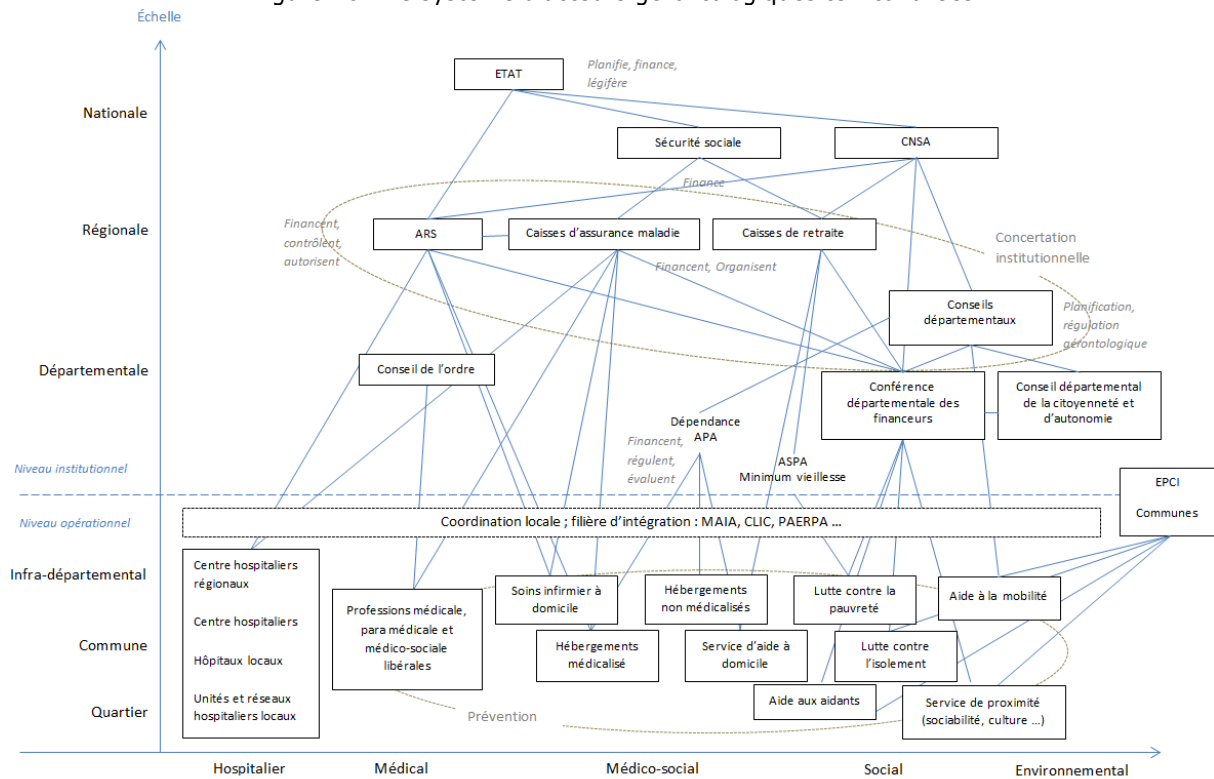 Échelle
ETAT
Planifie, finance,
légifère
Nationale
Sécurité sociale
CNSA
Finance
Régionale
Financent,
contrôlent,
autorisent
ARS
Caisses d’assurance maladie
Caisses de retraite
Concertation
institutionnelle
Financent, Organisent
Conseils
départementaux
Planification,
régulation
gérontologique
Départementale
Conseil de l’ordre
Conférence
départementale des
financeurs
Conseil départemental
de la citoyenneté et
d’autonomie
Dépendance
APA
Financent,
régulent,
évaluent
ASPA
Minimum vieillesse
Niveau institutionnel
EPCI
Communes
Niveau opérationnel
Coordination locale ; filière d’intégration : MAIA, CLIC, PAERPA ...
Infra-départemental
Centre hospitaliers
régionaux
Centre hospitaliers
Hôpitaux locaux
Unités et réseaux
hospitaliers locaux
Professions médicale,
para médicale et
médico-sociale
libérales
Soins infirmier à
domicile
Hébergements
non médicalisés
Lutte contre la
pauvreté
Aide à la mobilité
Commune
Hébergements
médicalisé
Service d’aide à
domicile
Lutte contre
l’isolement
Quartier
Prévention
Aide aux aidants
Service de proximité
(sociabilité, culture ...)
Hospitalier
Médical
Médico-social
Social
Environnemental